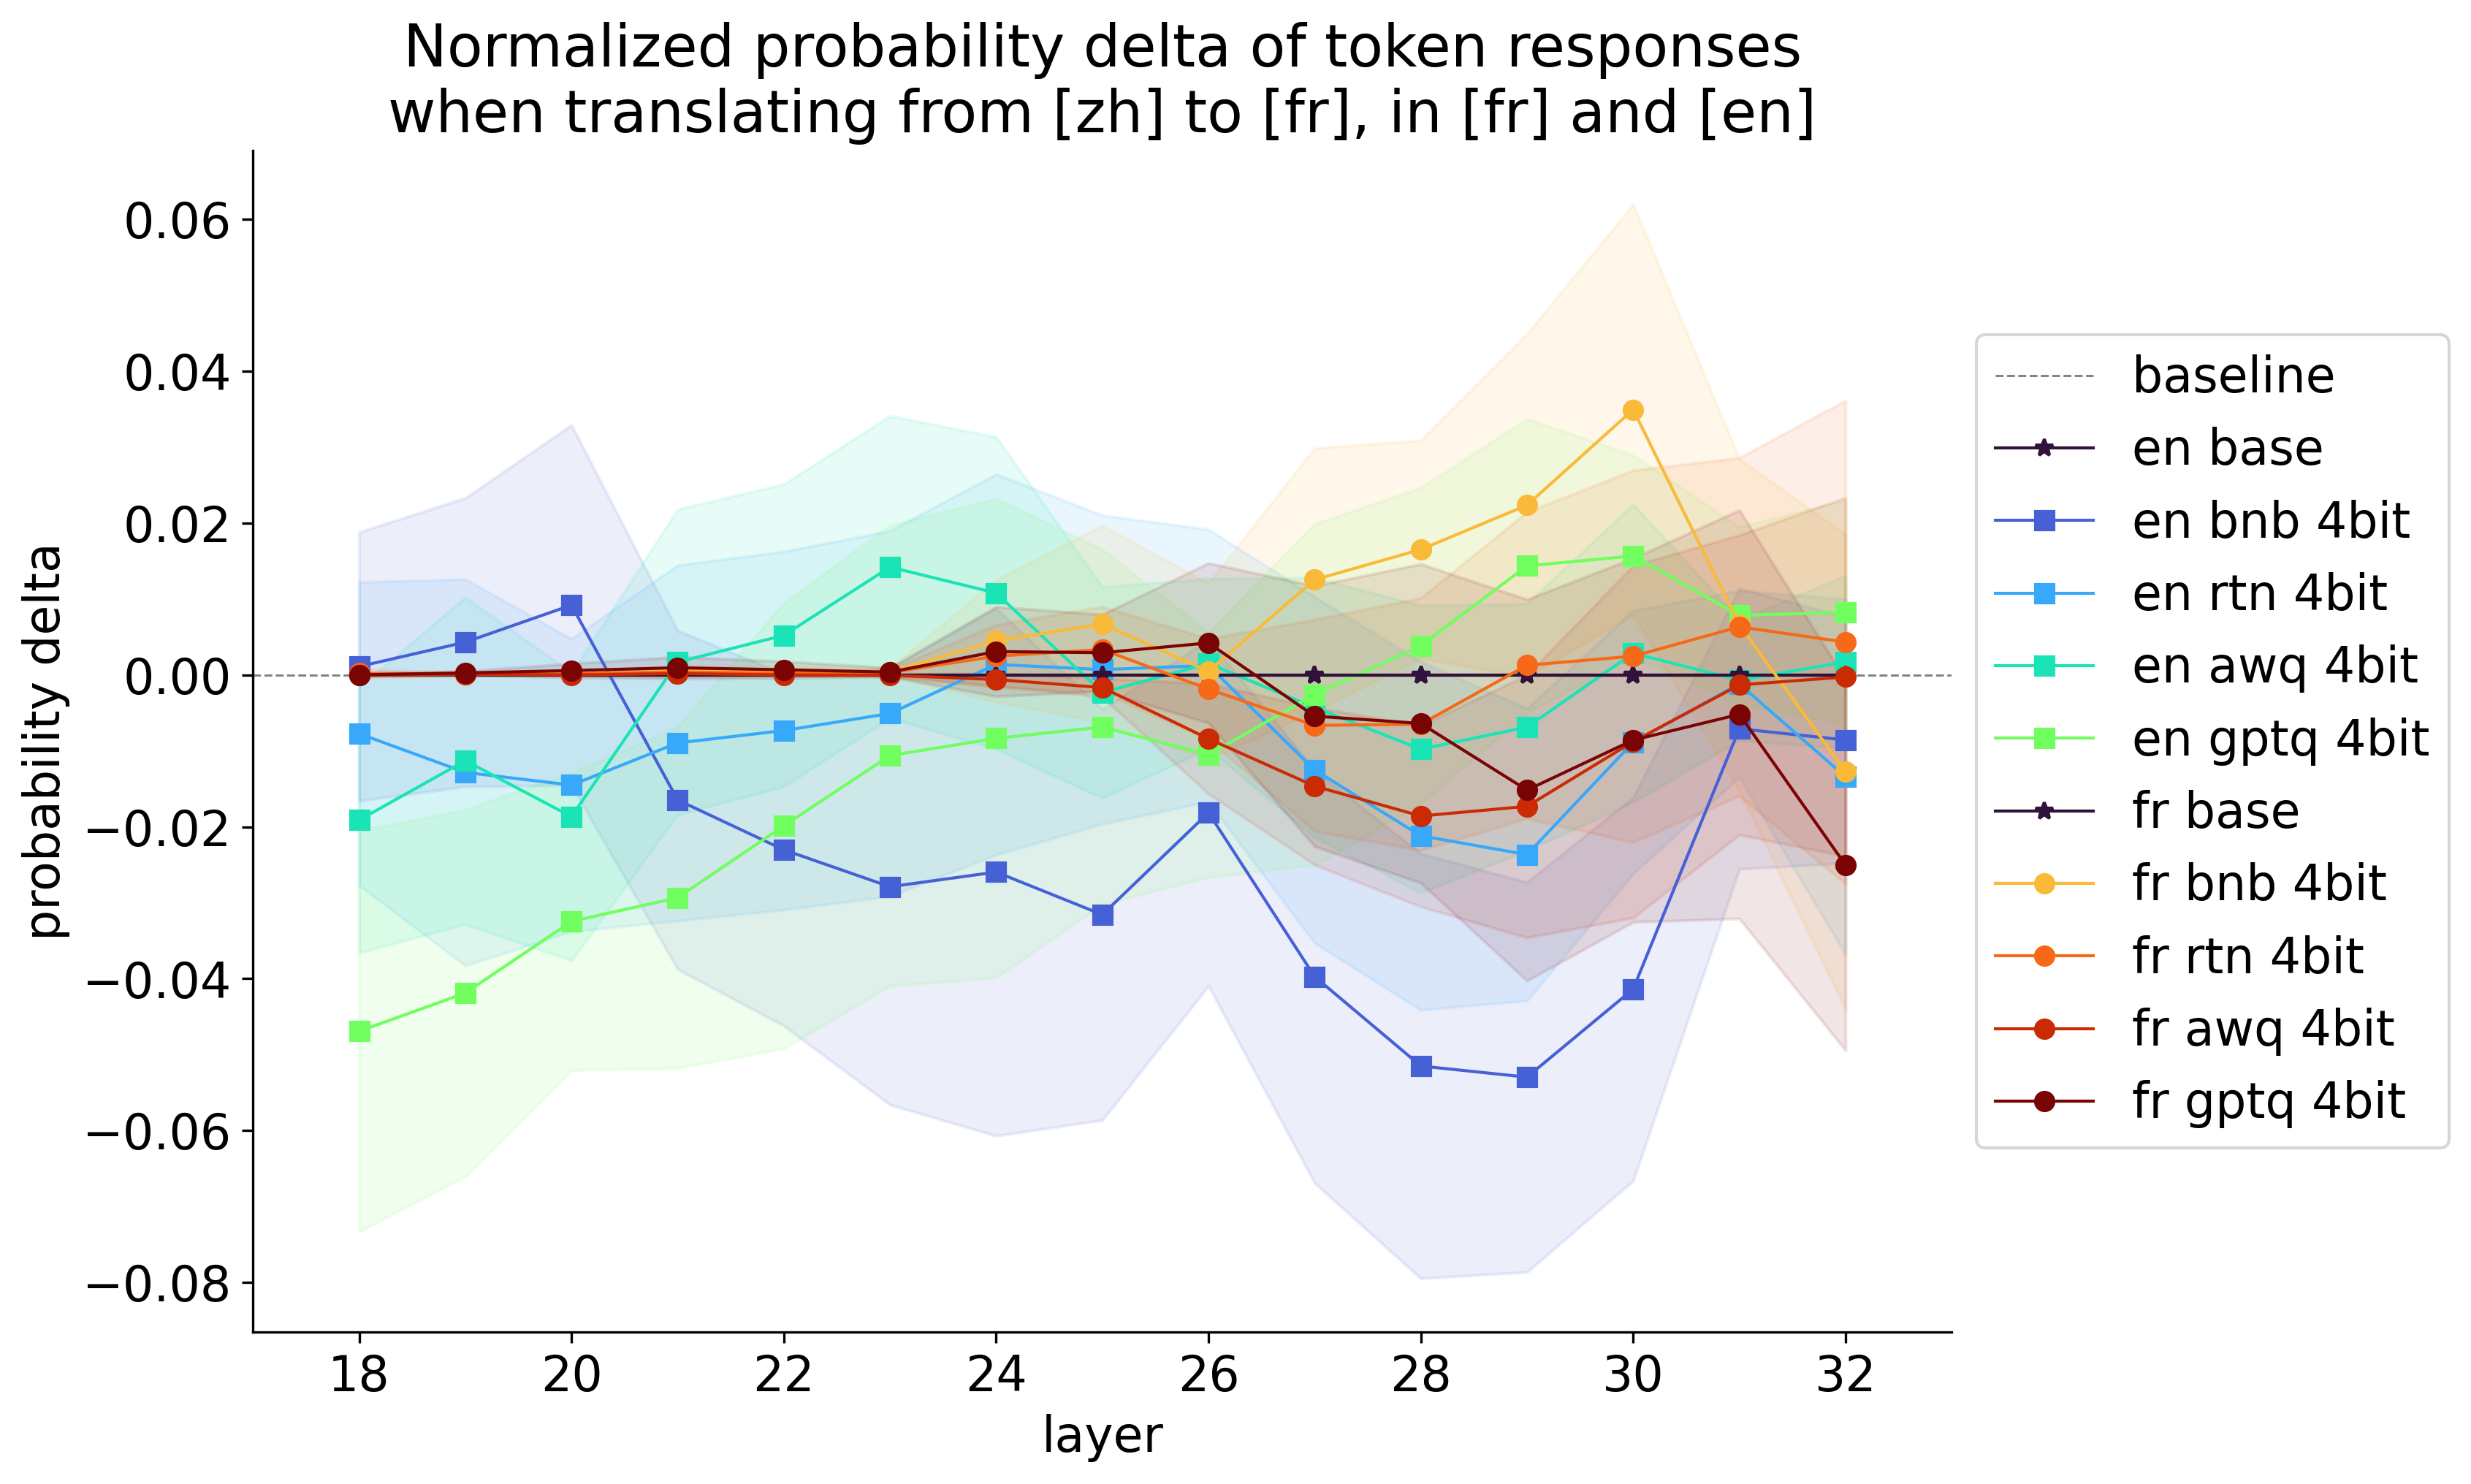 Normalized probability delta of token responses
when translating from [zh] to [fr], in [fr] and [en]
probability delta
0.06
0.04
0.02
0.00
−0.02
−0.04
−0.06
−0.08
18 20 22 24 26 28 30 32
layer
baseline
en base
en bnb 4bit
en rtn 4bit
en awq 4bit
en gptq 4bit
fr base
fr bnb 4bit
fr rtn 4bit
fr awq 4bit
fr gptq 4bit